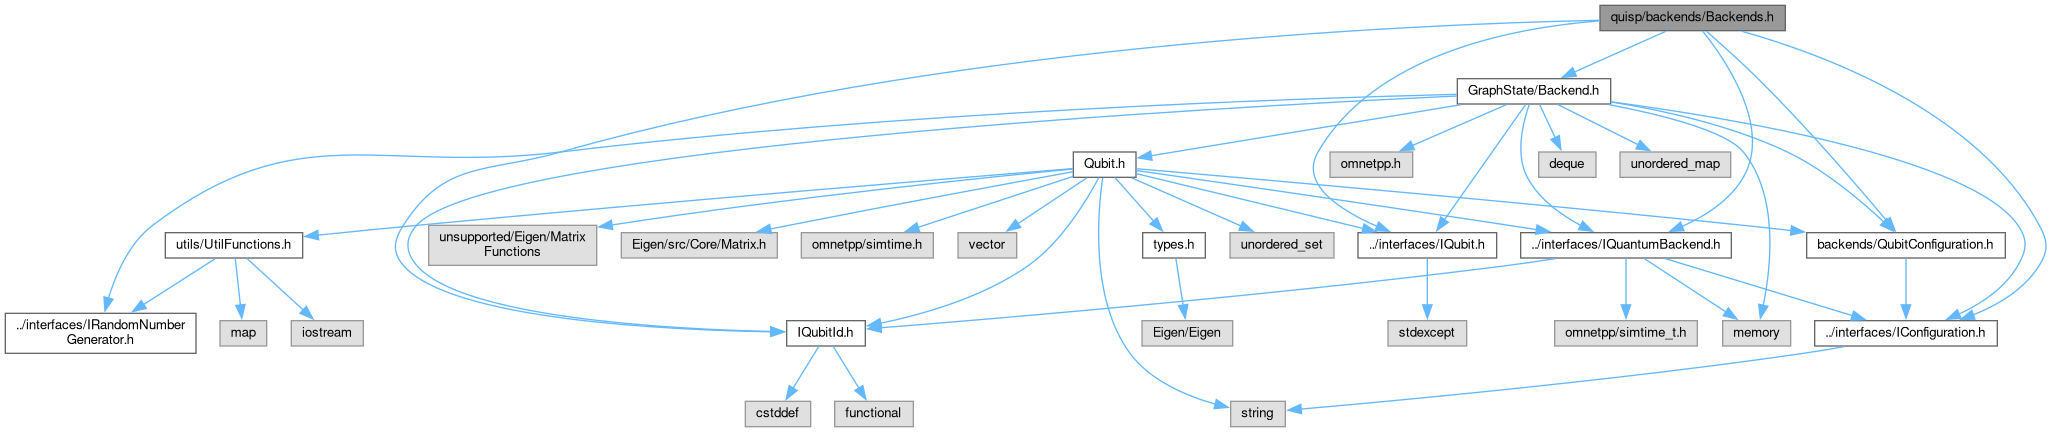 quisp/backends/Backends.h
GraphState/Backend.h
Qubit.h
omnetpp.h
deque
unordered_map
utils/UtilFunctions.h
unsupported/Eigen/Matrix
Functions
Eigen/src/Core/Matrix.h
omnetpp/simtime.h
vector
types.h
unordered_set
../interfaces/IQubit.h
../interfaces/IQuantumBackend.h
backends/QubitConfiguration.h
../interfaces/IRandomNumber
Generator.h
map
iostream
IQubitId.h
Eigen/Eigen
stdexcept
omnetpp/simtime_t.h
memory
../interfaces/IConfiguration.h
cstddef
functional
string